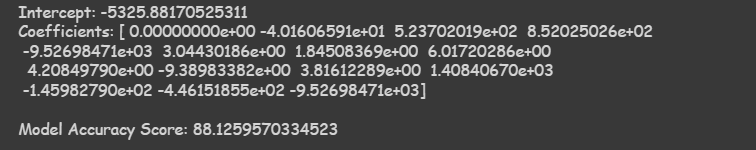 Intercept: -5325.88170525311
Coefficients: [ 0.00000000e+00 -4.01606591e+01 5.23702019e+02 8.52025026e+02
-9.52698471e+03 3.04430186e+00 1.84508369e+00 6.01720286e+00
4.20849790e+00 -9.38983382e+00 3.81612289e+00 1.40840670e+03
-1.45982790e+02 -4.46151855e+02 -9.52698471e+03]
Model Accuracy Score: 88.1259570334523